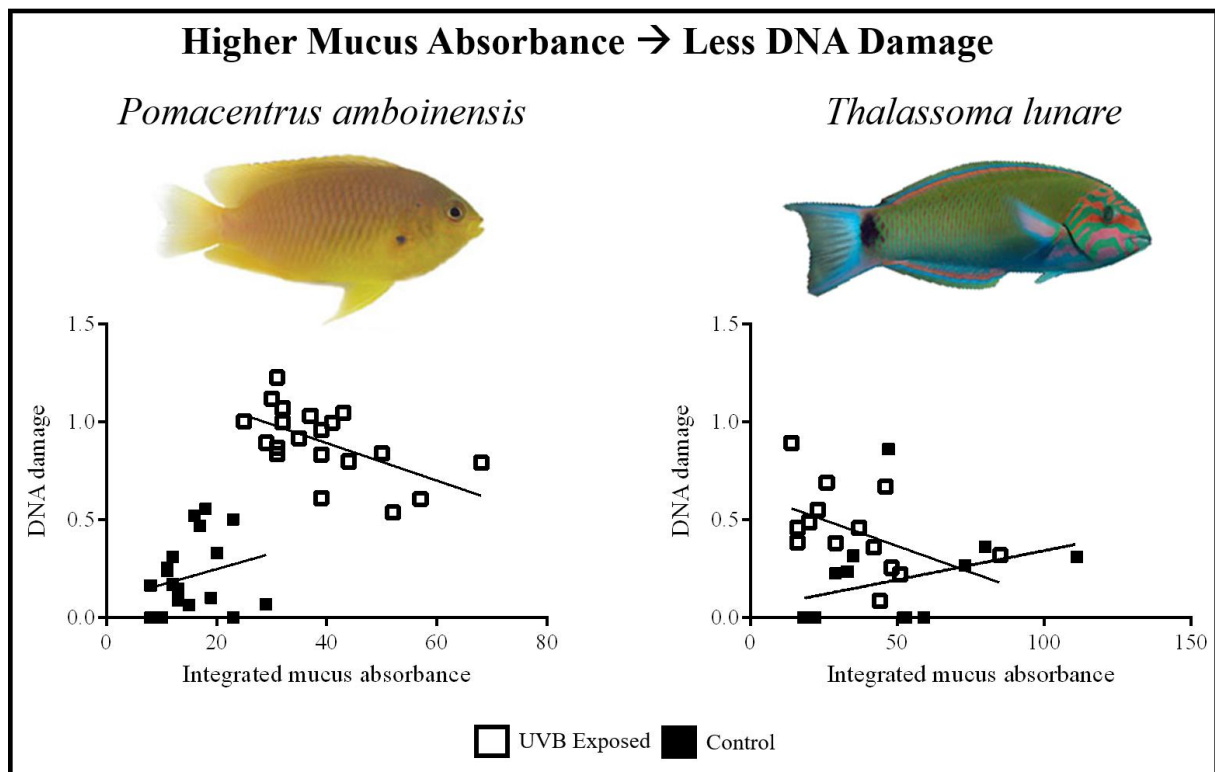 Higher Mucus Absorbance → Less DNA Damage
Pomacentrus amboinensis
Thalassoma lunare
1.5
1.0
0.5
0.0
DNA damage
0
20
40
60
80
Integrated mucus absorbance
1.5
1.0
0.5
0.0
DNA damage
0
50
100
150
Integrated mucus absorbance
UVB Exposed
Control